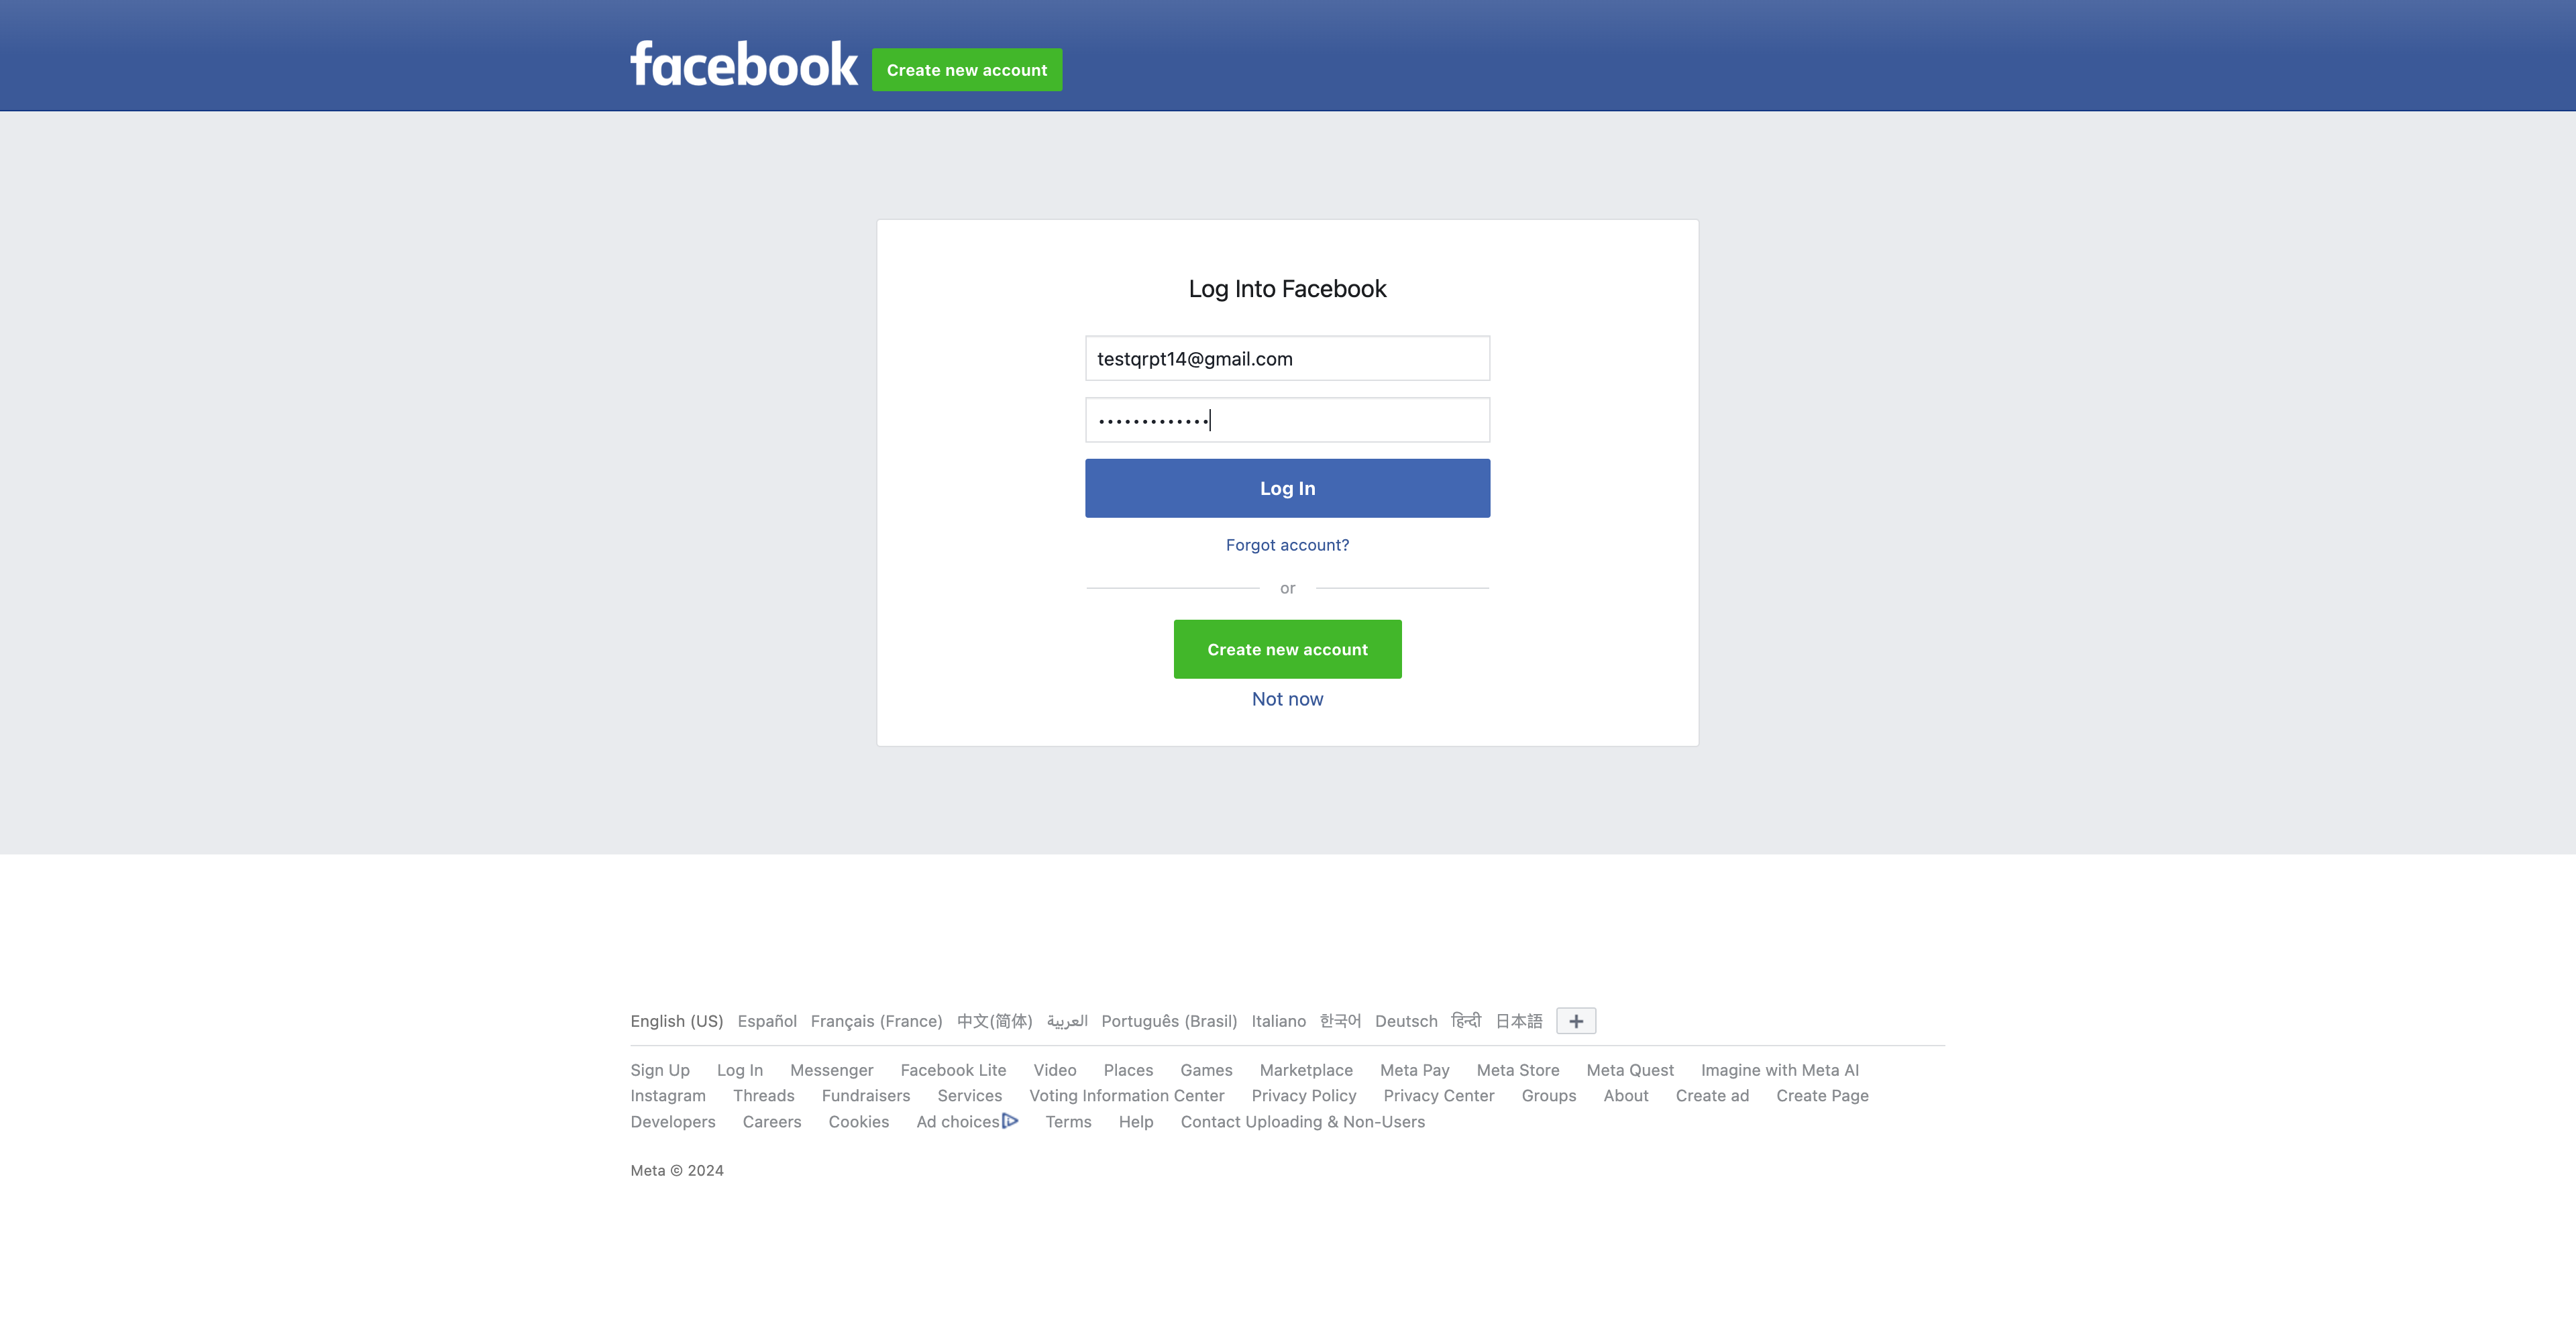 facebook Create new account
Log Into Facebook
testqrpt14@gmail.com
•••••••••••••
Log In
Forgot account?
or
Create new account
Not now
English (US) Español Français (France) 中文(简体) العربية Português (Brasil) Italiano 한국어 Deutsch हिन्दी 日本語 +
Sign Up Log In Messenger Facebook Lite Video Places Games Marketplace Meta Pay Meta Store Meta Quest Imagine with Meta AI
Instagram Threads Fundraisers Services Voting Information Center Privacy Policy Privacy Center Groups About Create ad Create Page
Developers Careers Cookies Ad choices Terms Help Contact Uploading & Non-Users
Meta © 2024